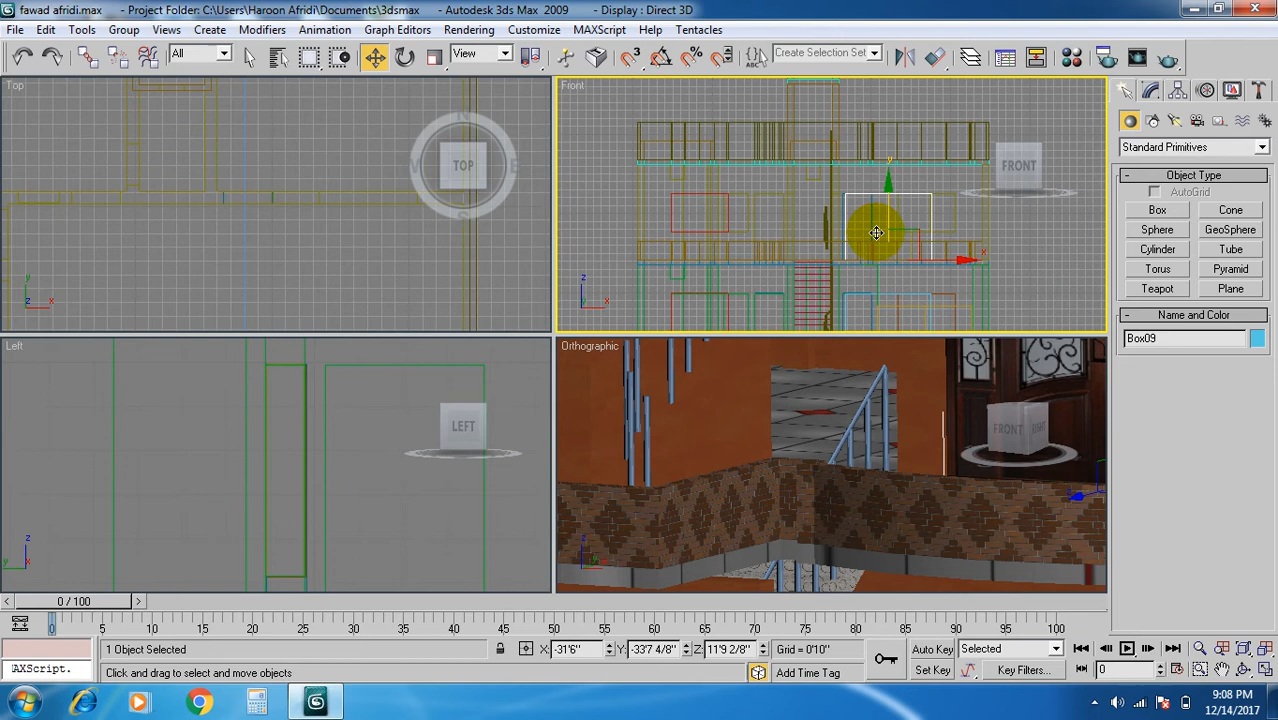 fawad afridi.max - Project Folder: C:\Users\Haroon Afridi\Documents\3dsmax - Autodesk 3ds Max 2009 - Display : Direct 3D
File Edit Tools Group Views Create Modifiers Animation Graph Editors Rendering Customize MAXScript Help Tentacles
All View Create Selection Set
Top
TOP
Front
FRONT
Left
LEFT
Orthographic
FRONT RIGHT
Standard Primitives
- Object Type
AutoGrid
Box Cone
Sphere GeoSphere
Cylinder Tube
Torus Pyramid
Teapot Plane
- Name and Color
Box09
0 / 100
0 5 10 15 20 25 30 35 40 45 50 55 60 65 70 75 80 85 90 95 100
1 Object Selected X: -31'6" Y: -33'7 4/8" Z: 11'9 2/8" Grid = 0'10" Auto Key Selected
AXScript. Click and drag to select and move objects Add Time Tag Set Key Key Filters... 0
9:08 PM
12/14/2017